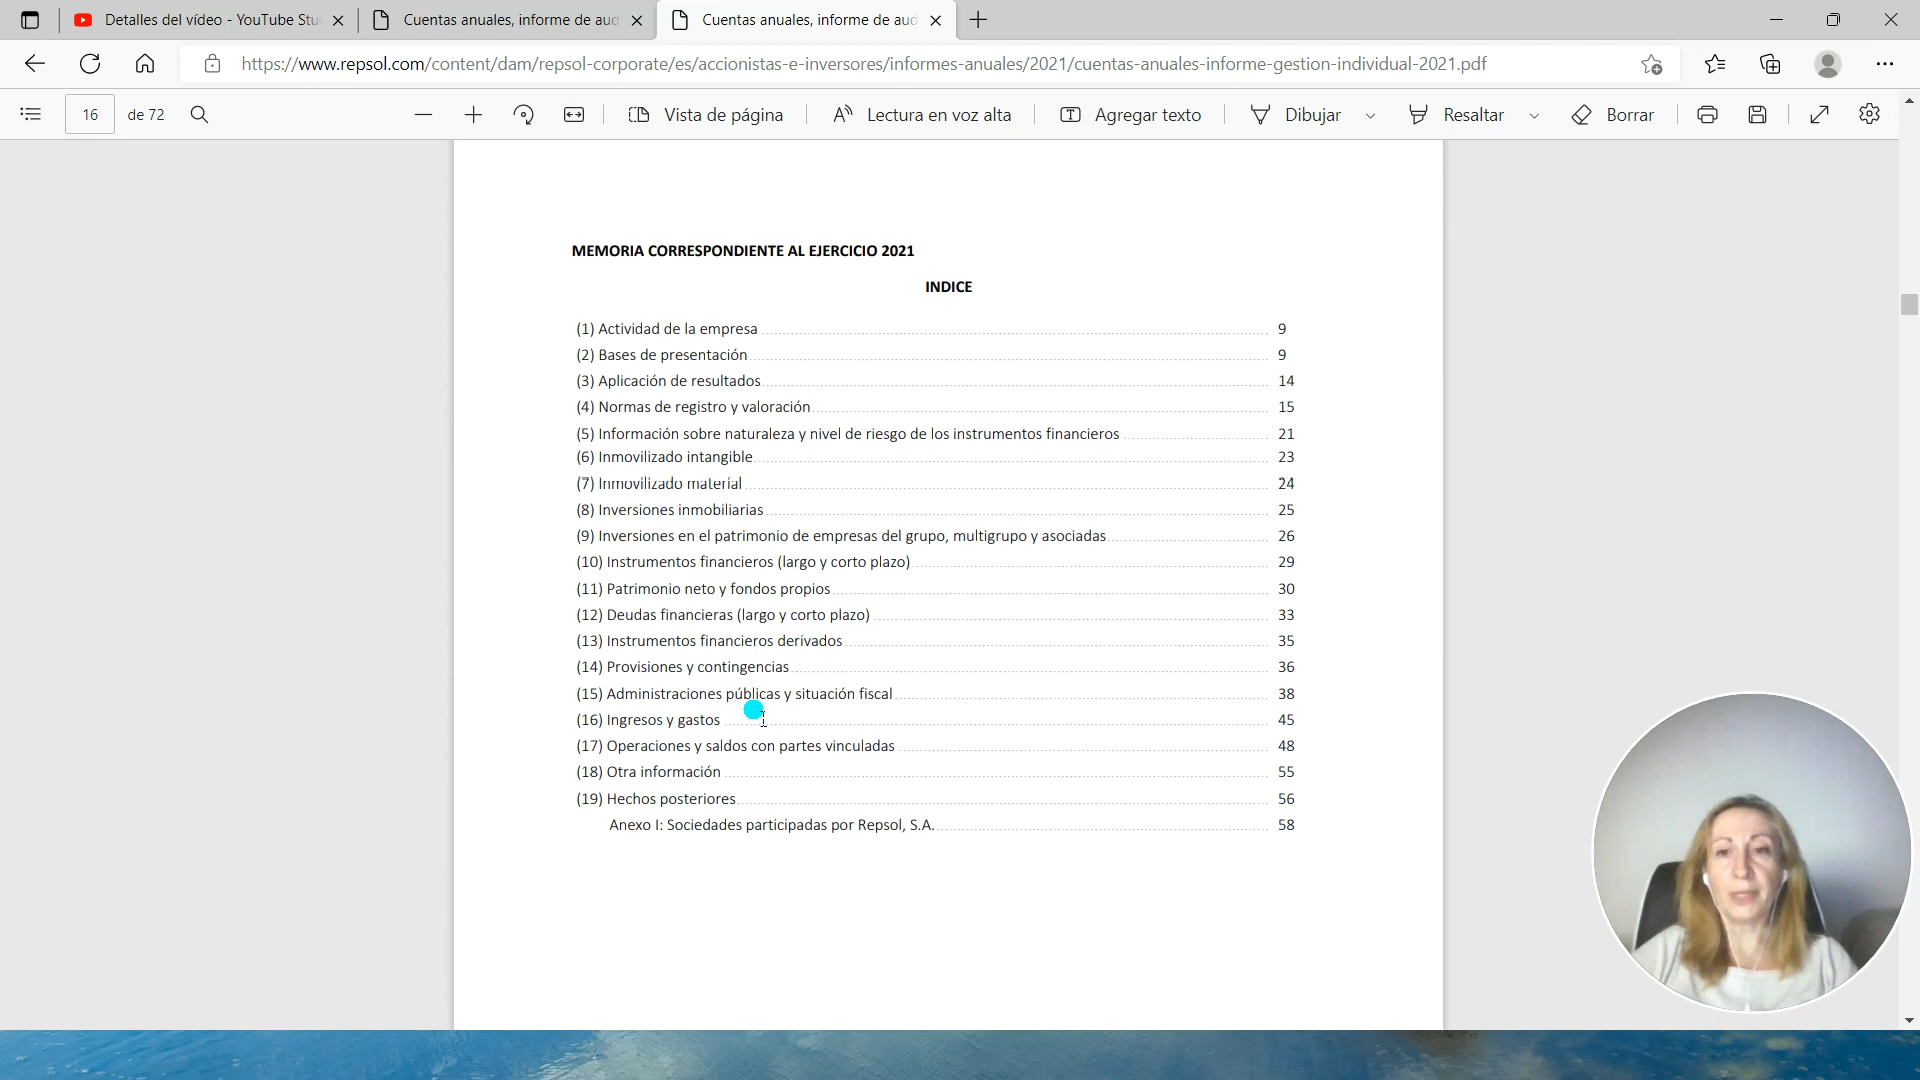 Detalles del vídeo - YouTube Stu
Cuentas anuales, informe de aud
Cuentas anuales, informe de aud
https://www.repsol.com/content/dam/repsol-corporate/es/accionistas-e-inversores/informes-anuales/2021/cuentas-anuales-informe-gestion-individual-2021.pdf
16 de 72 Vista de página Lectura en voz alta Agregar texto Dibujar Resaltar Borrar
MEMORIA CORRESPONDIENTE AL EJERCICIO 2021
INDICE
(1) Actividad de la empresa 9
(2) Bases de presentación 9
(3) Aplicación de resultados 14
(4) Normas de registro y valoración 15
(5) Información sobre naturaleza y nivel de riesgo de los instrumentos financieros 21
(6) Inmovilizado intangible 23
(7) Inmovilizado material 24
(8) Inversiones inmobiliarias 25
(9) Inversiones en el patrimonio de empresas del grupo, multigrupo y asociadas 26
(10) Instrumentos financieros (largo y corto plazo) 29
(11) Patrimonio neto y fondos propios 30
(12) Deudas financieras (largo y corto plazo) 33
(13) Instrumentos financieros derivados 35
(14) Provisiones y contingencias 36
(15) Administraciones públicas y situación fiscal 38
(16) Ingresos y gastos 45
(17) Operaciones y saldos con partes vinculadas 48
(18) Otra información 55
(19) Hechos posteriores 56
Anexo I: Sociedades participadas por Repsol, S.A. 58